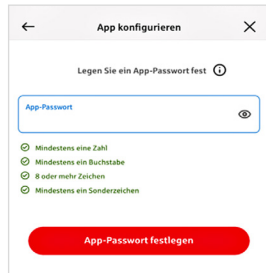 App konfigurieren
Legen Sie ein App-Passwort fest
App-Passwort
Mindestens eine Zahl
Mindestens ein Buchstabe
8 oder mehr Zeichen
Mindestens ein Sonderzeichen
App-Passwort festlegen